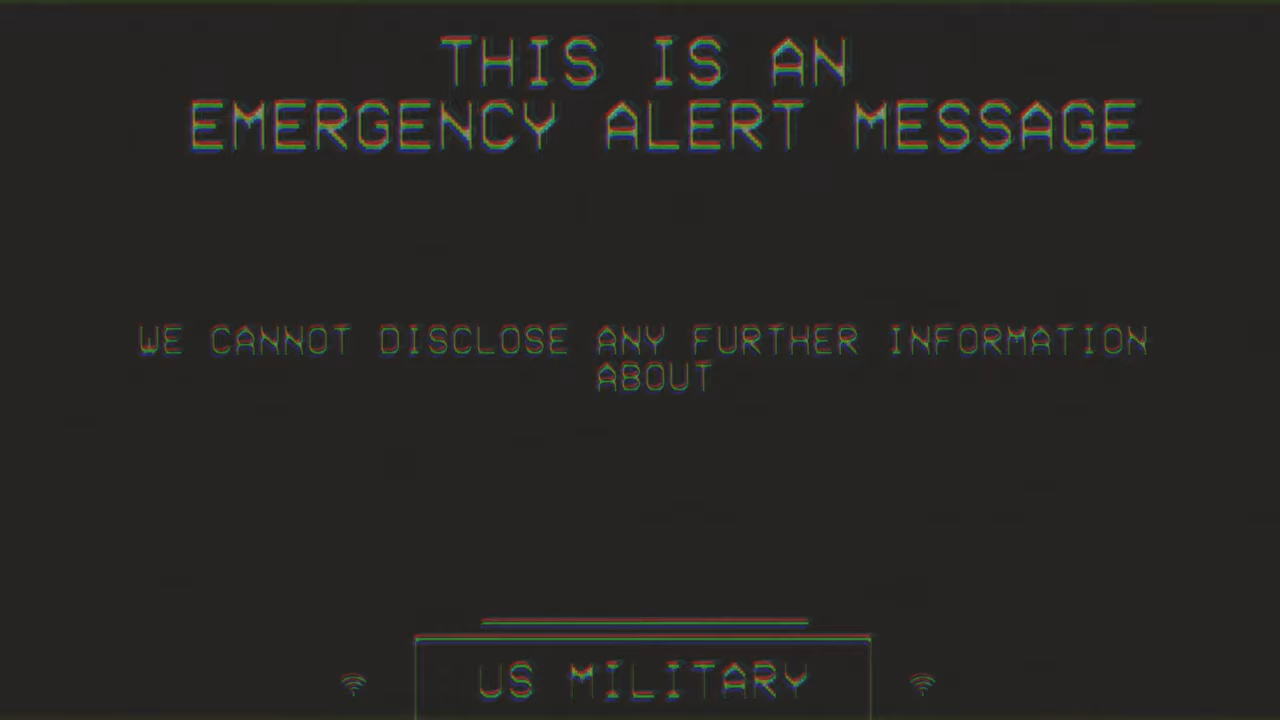 THIS IS AN
EMERGENCY ALERT MESSAGE
WE CANNOT DISCLOSE ANY FURTHER INFORMATION
ABOUT
US MILITARY